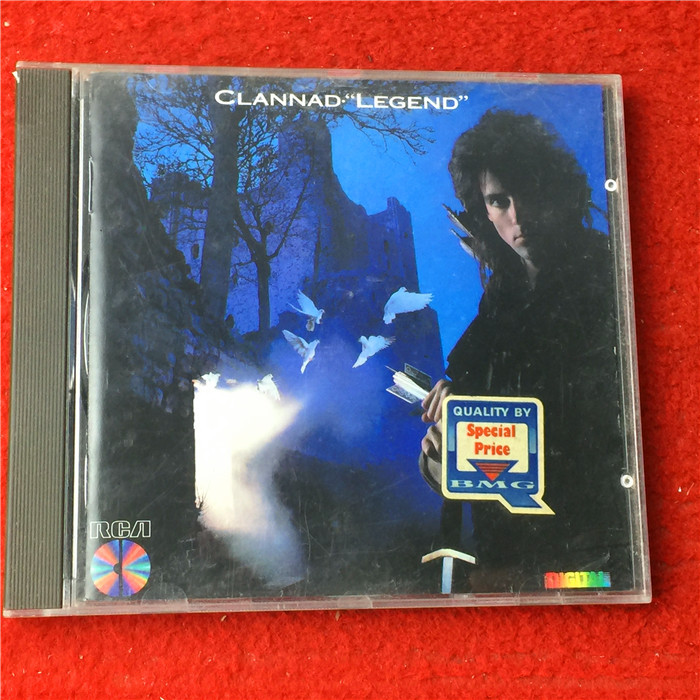 CLANNAD·"LEGEND"
QUALITY BY
Special
Price
BMG
RCA
DIGITAL